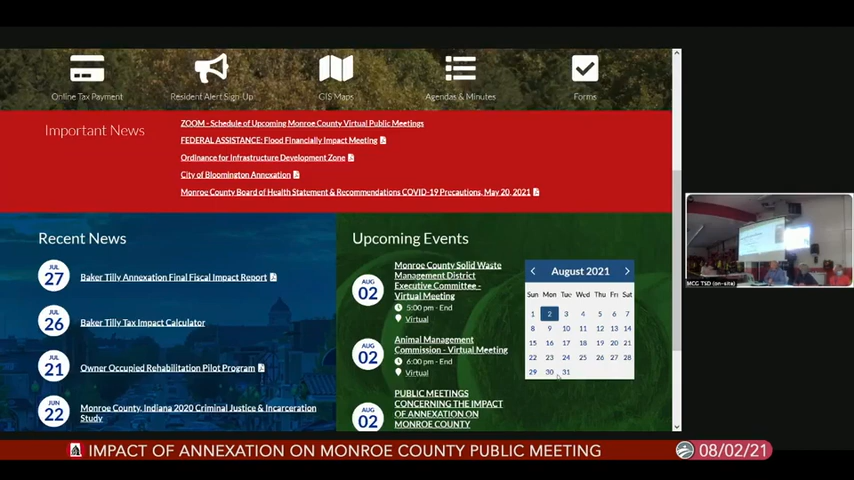 Online Tax Payment
Resident Alert Sign-Up
GIS Maps
Agendas & Minutes
Forms
Important News
ZOOM - Schedule of Upcoming Monroe County Virtual Public Meetings
FEDERAL ASSISTANCE: Flood Financially Impact Meeting
Ordinance for Infrastructure Development Zone
City of Bloomington Annexation
Monroe County Board of Health Statement & Recommendations COVID-19 Precautions, May 20, 2021
Recent News
JUL
27
Baker Tilly Annexation Final Fiscal Impact Report
JUL
26
Baker Tilly Tax Impact Calculator
JUL
21
Owner Occupied Rehabilitation Pilot Program
JUN
22
Monroe County, Indiana 2020 Criminal Justice & Incarceration
Study
Upcoming Events
AUG
02
Monroe County Solid Waste
Management District
Executive Committee -
Virtual Meeting
5:00 pm - End
Virtual
AUG
02
Animal Management
Commission - Virtual Meeting
6:00 pm - End
Virtual
AUG
02
PUBLIC MEETINGS
CONCERNING THE IMPACT
OF ANNEXATION ON
MONROE COUNTY
August 2021
Sun Mon Tue Wed Thu Fri Sat
1 2 3 4 5 6 7
8 9 10 11 12 13 14
15 16 17 18 19 20 21
22 23 24 25 26 27 28
29 30 31
MCG TSD (on-site)
IMPACT OF ANNEXATION ON MONROE COUNTY PUBLIC MEETING
08/02/21